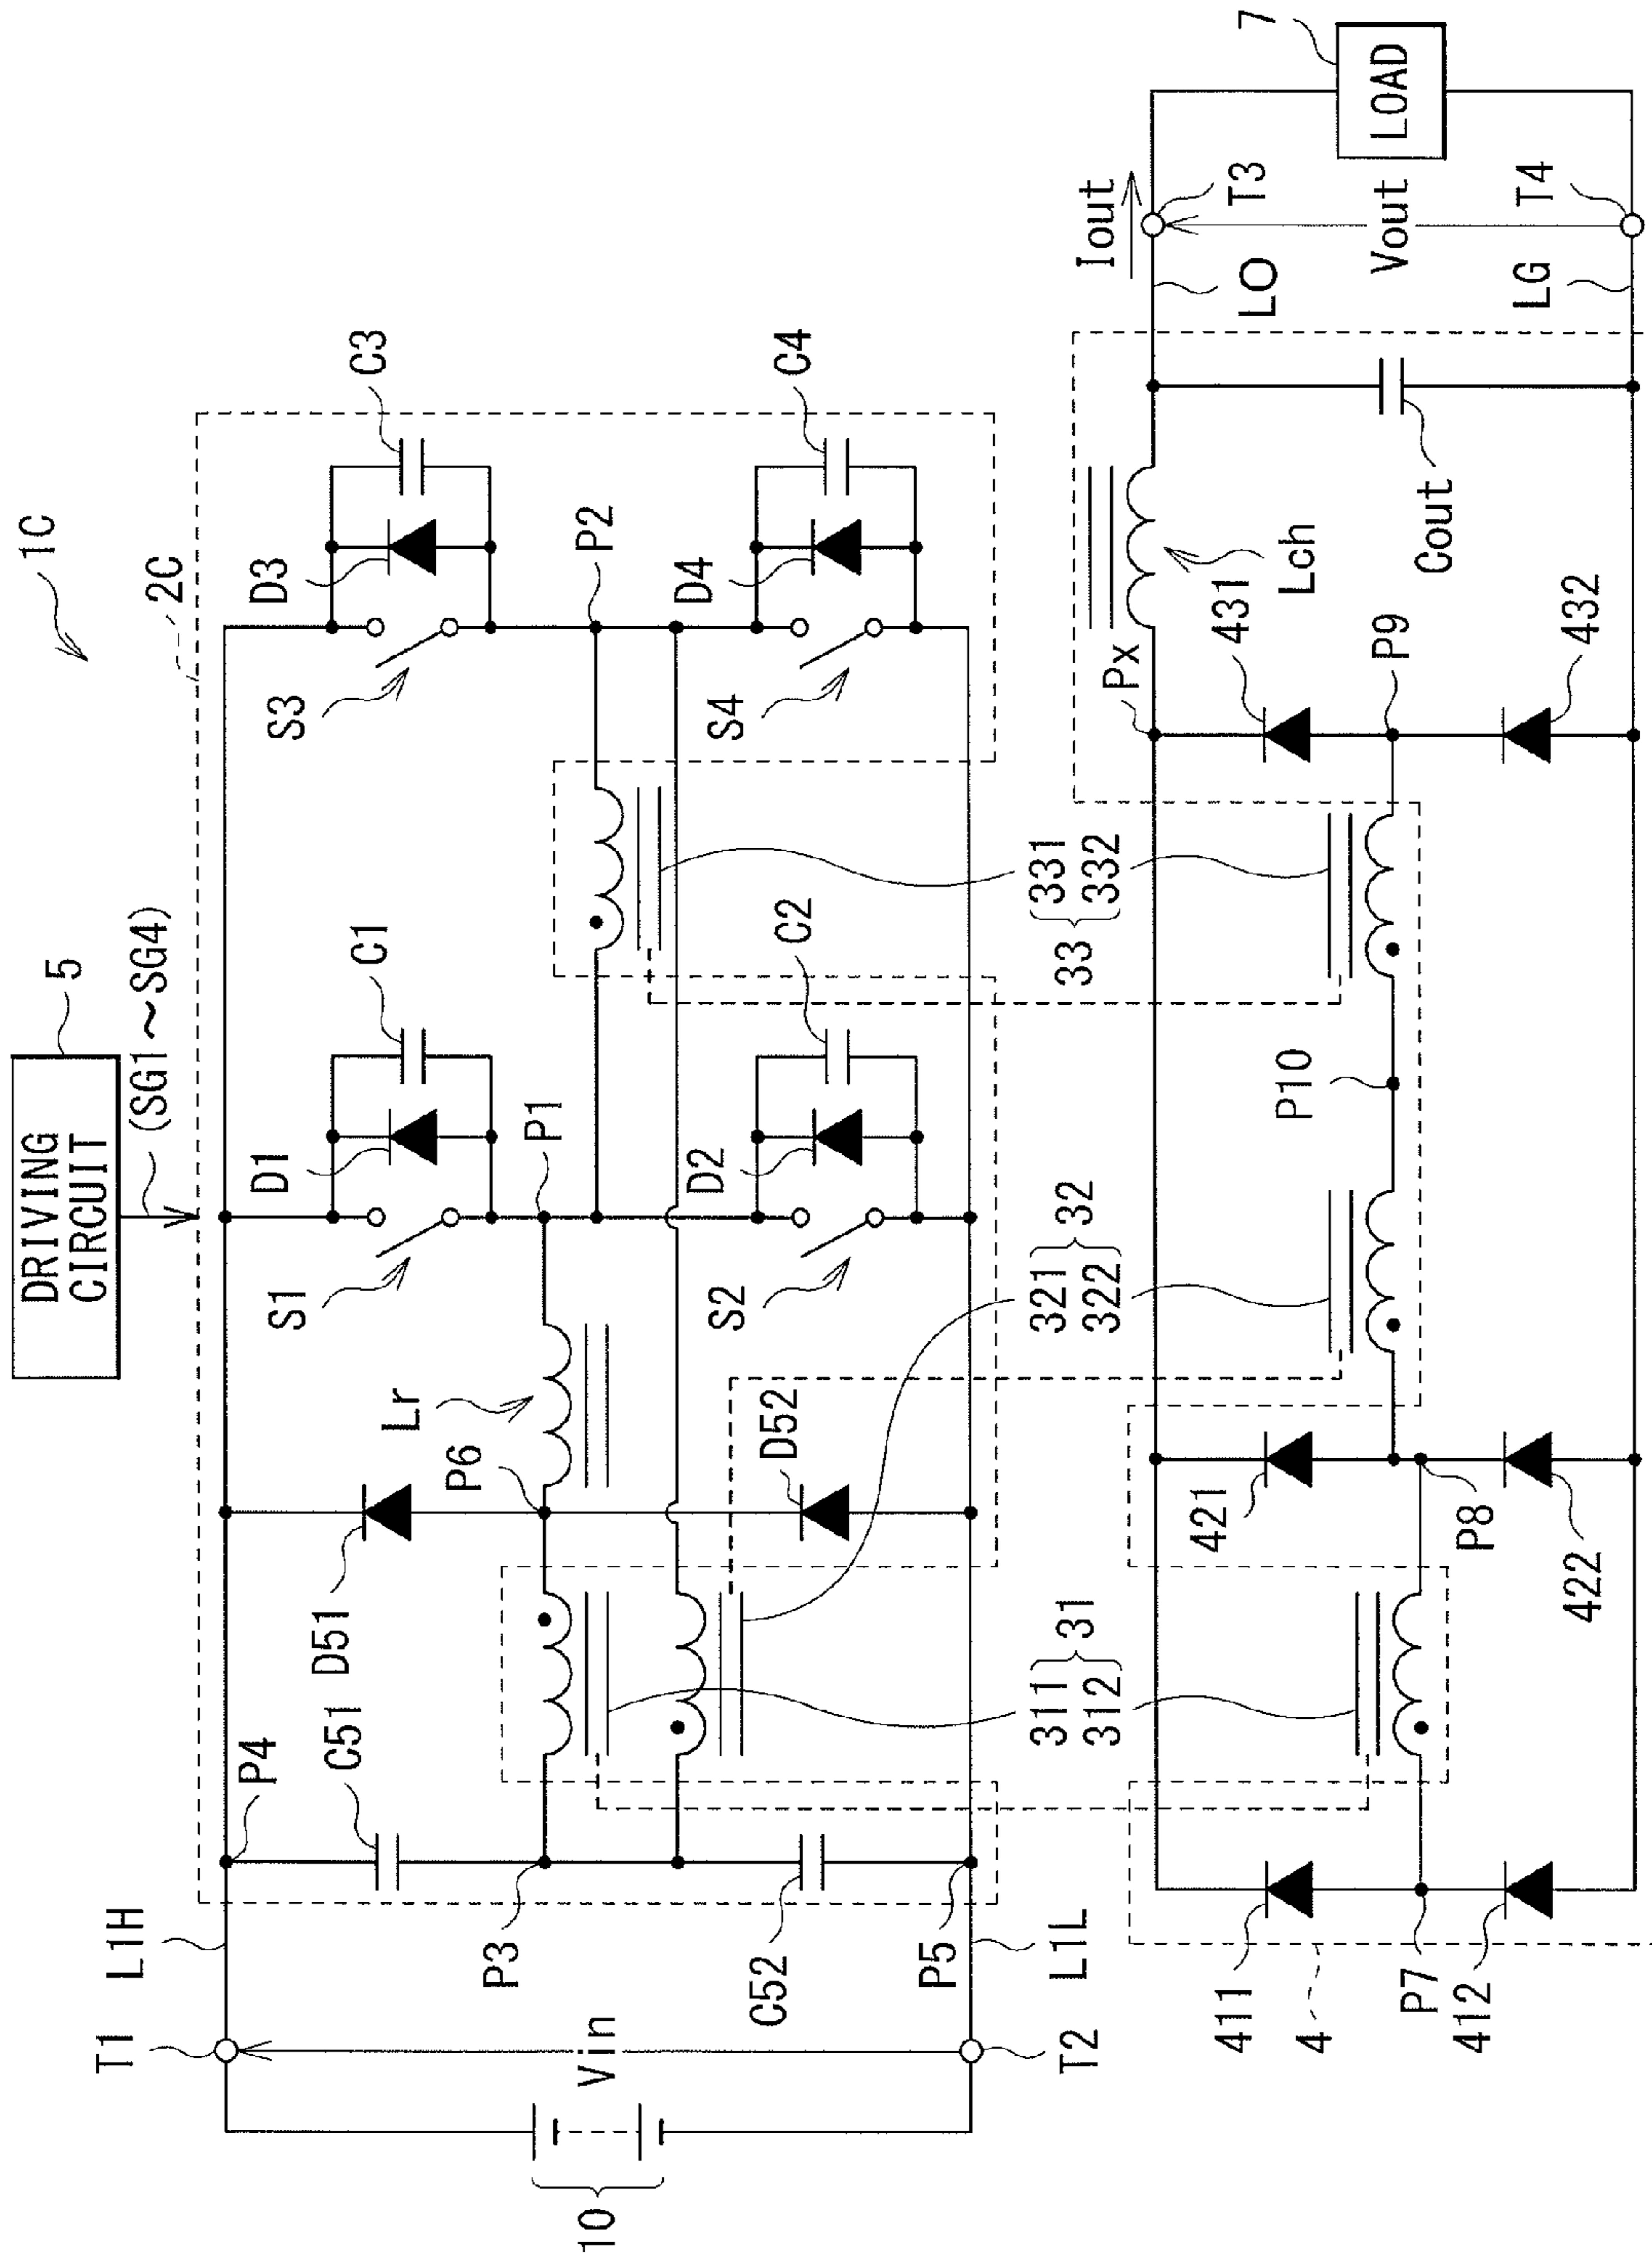 1C
DRIVING
CIRCUIT
5
(SG1~SG4)
2C
T1
L1H
P4
C51
D51
D1
C1
D3
C3
S1
S3
Lr
P6
P1
P2
10
Vin
P3
C52
D52
D2
C2
D4
C4
S2
S4
T2
P5
L1L
311
312
31
321
322
32
331
332
33
Px
Lch
Iout
T3
LO
7
LOAD
Vout
411
421
431
P10
P9
Cout
LG
T4
4
P7
412
P8
422
432